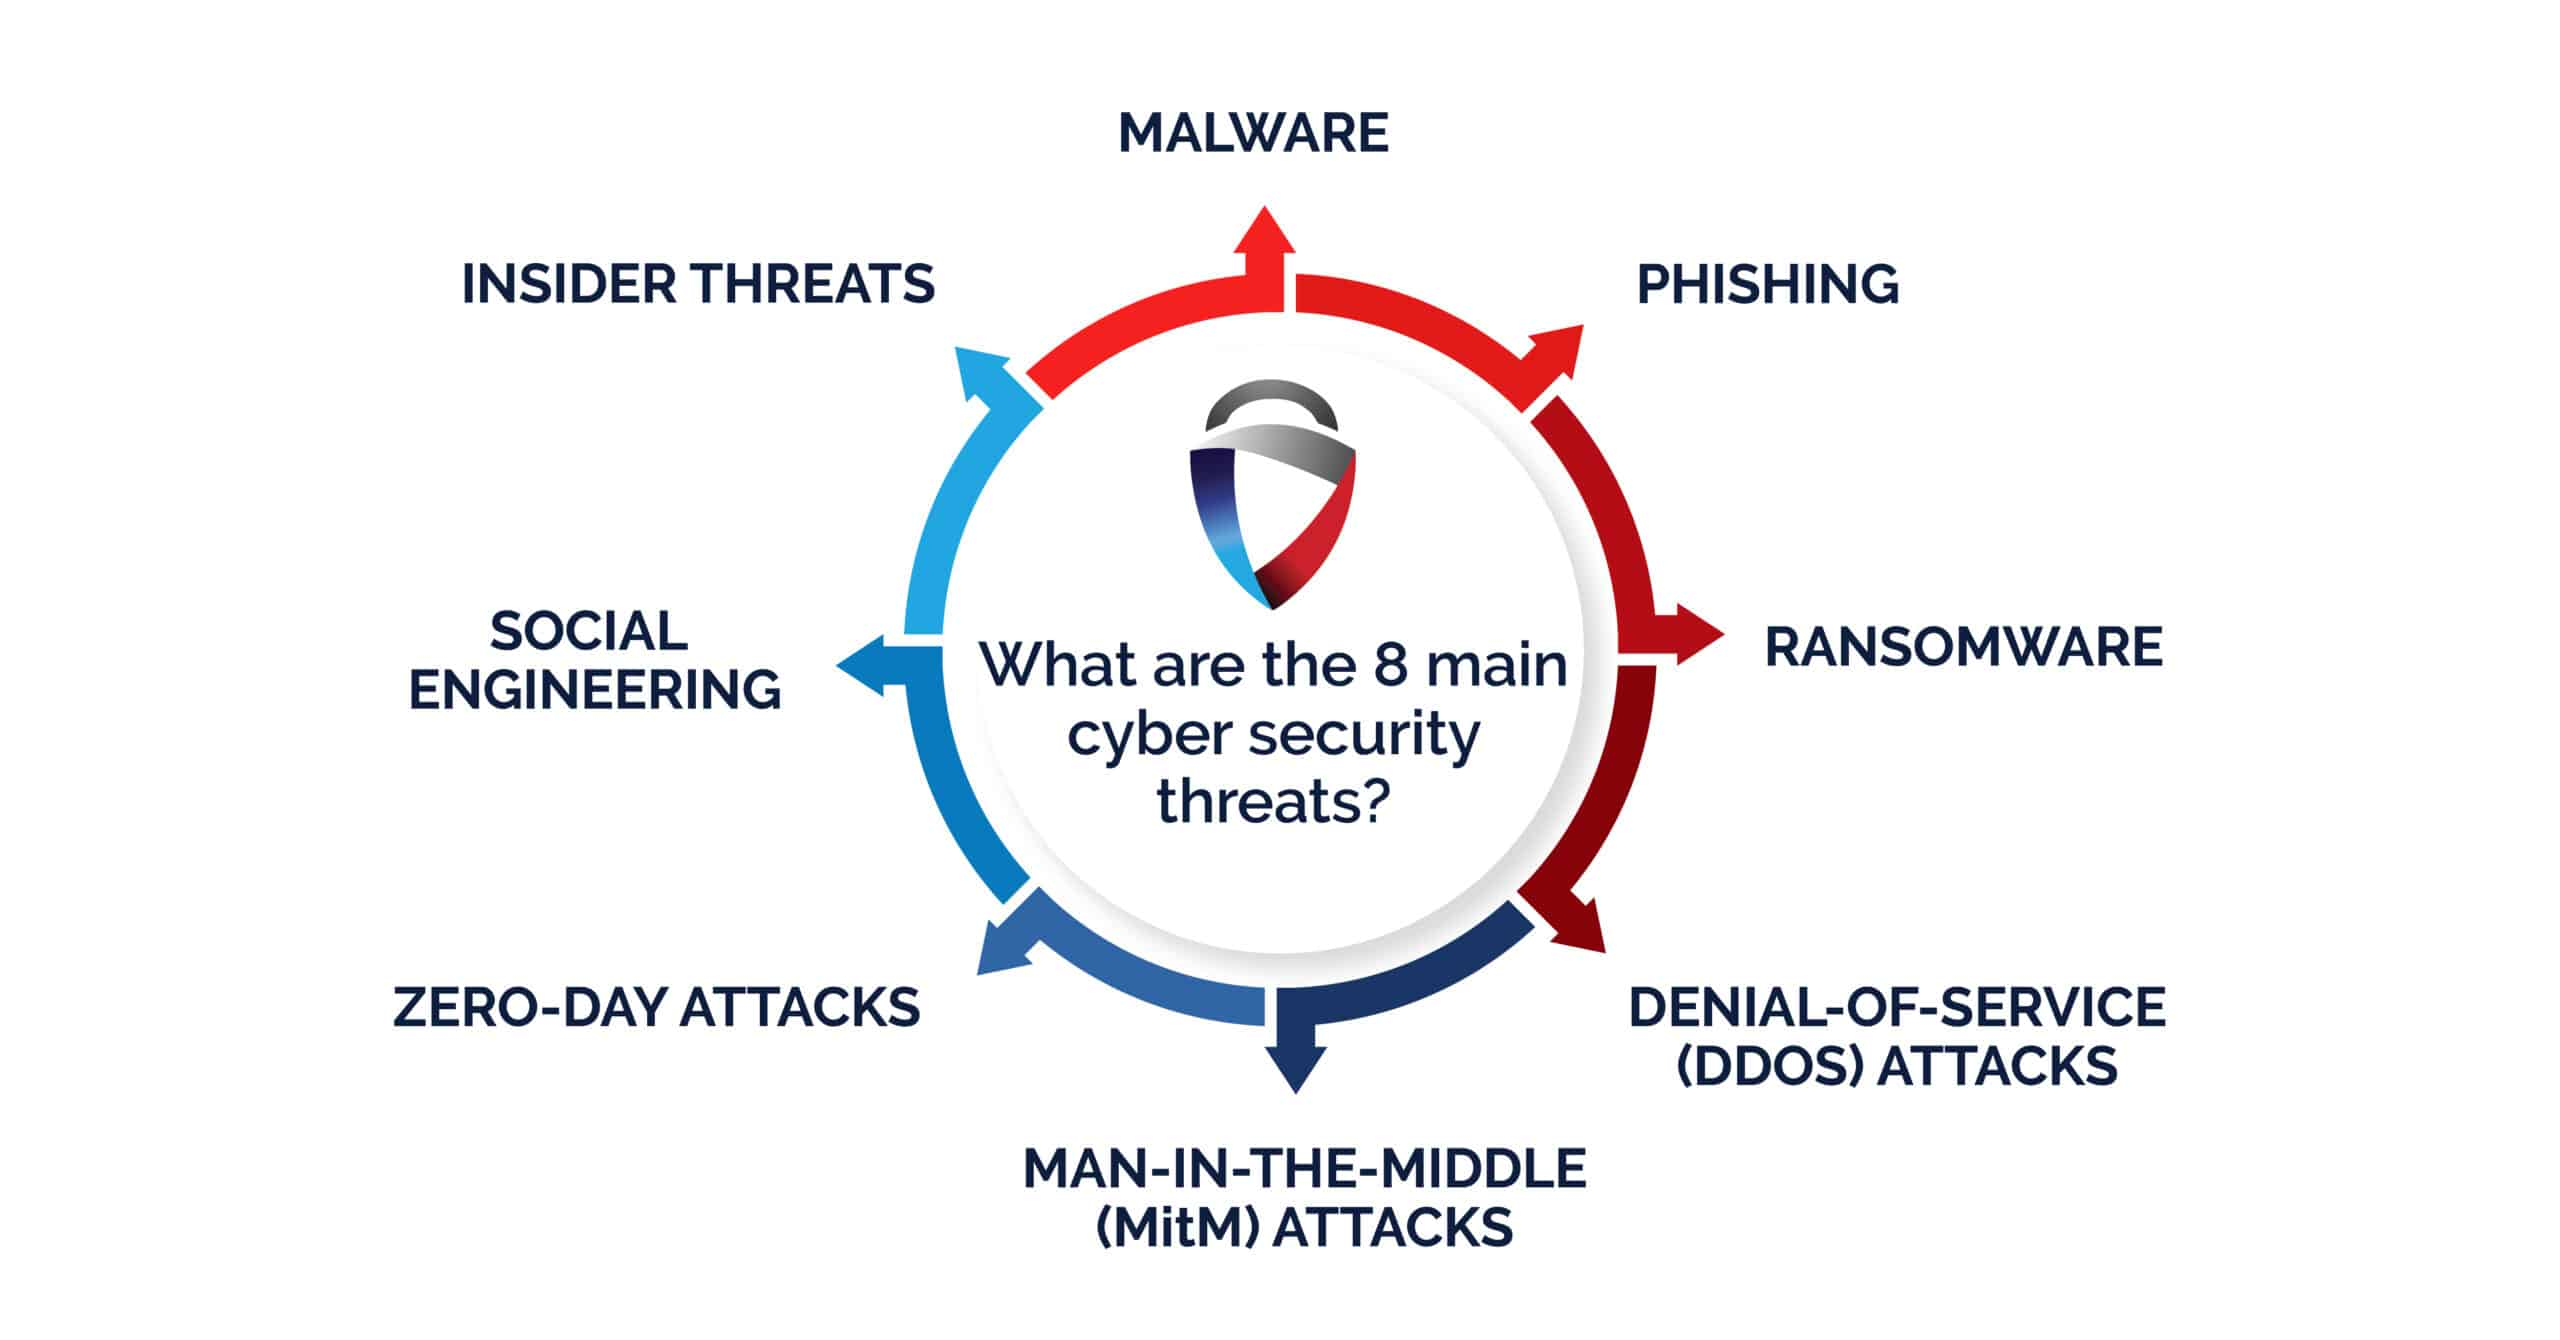 MALWARE
INSIDER THREATS
PHISHING
SOCIAL
ENGINEERING
What are the 8 main
cyber security
threats?
RANSOMWARE
ZERO-DAY ATTACKS
DENIAL-OF-SERVICE
(DDOS) ATTACKS
MAN-IN-THE-MIDDLE
(MitM) ATTACKS